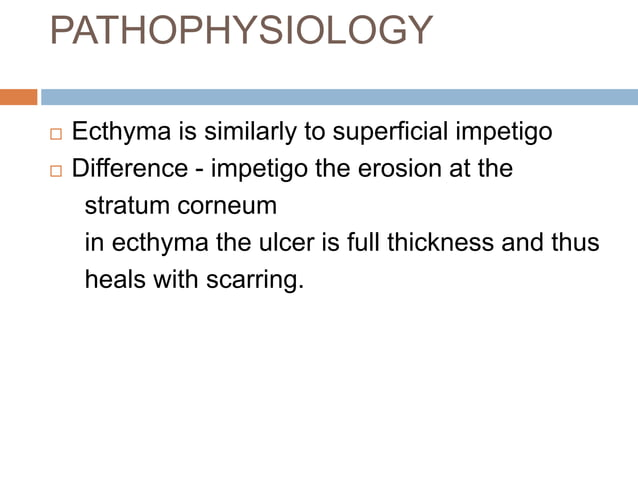 PATHOPHYSIOLOGY
Ecthyma is similarly to superficial impetigo
Difference - impetigo the erosion at the
stratum corneum
in ecthyma the ulcer is full thickness and thus
heals with scarring.